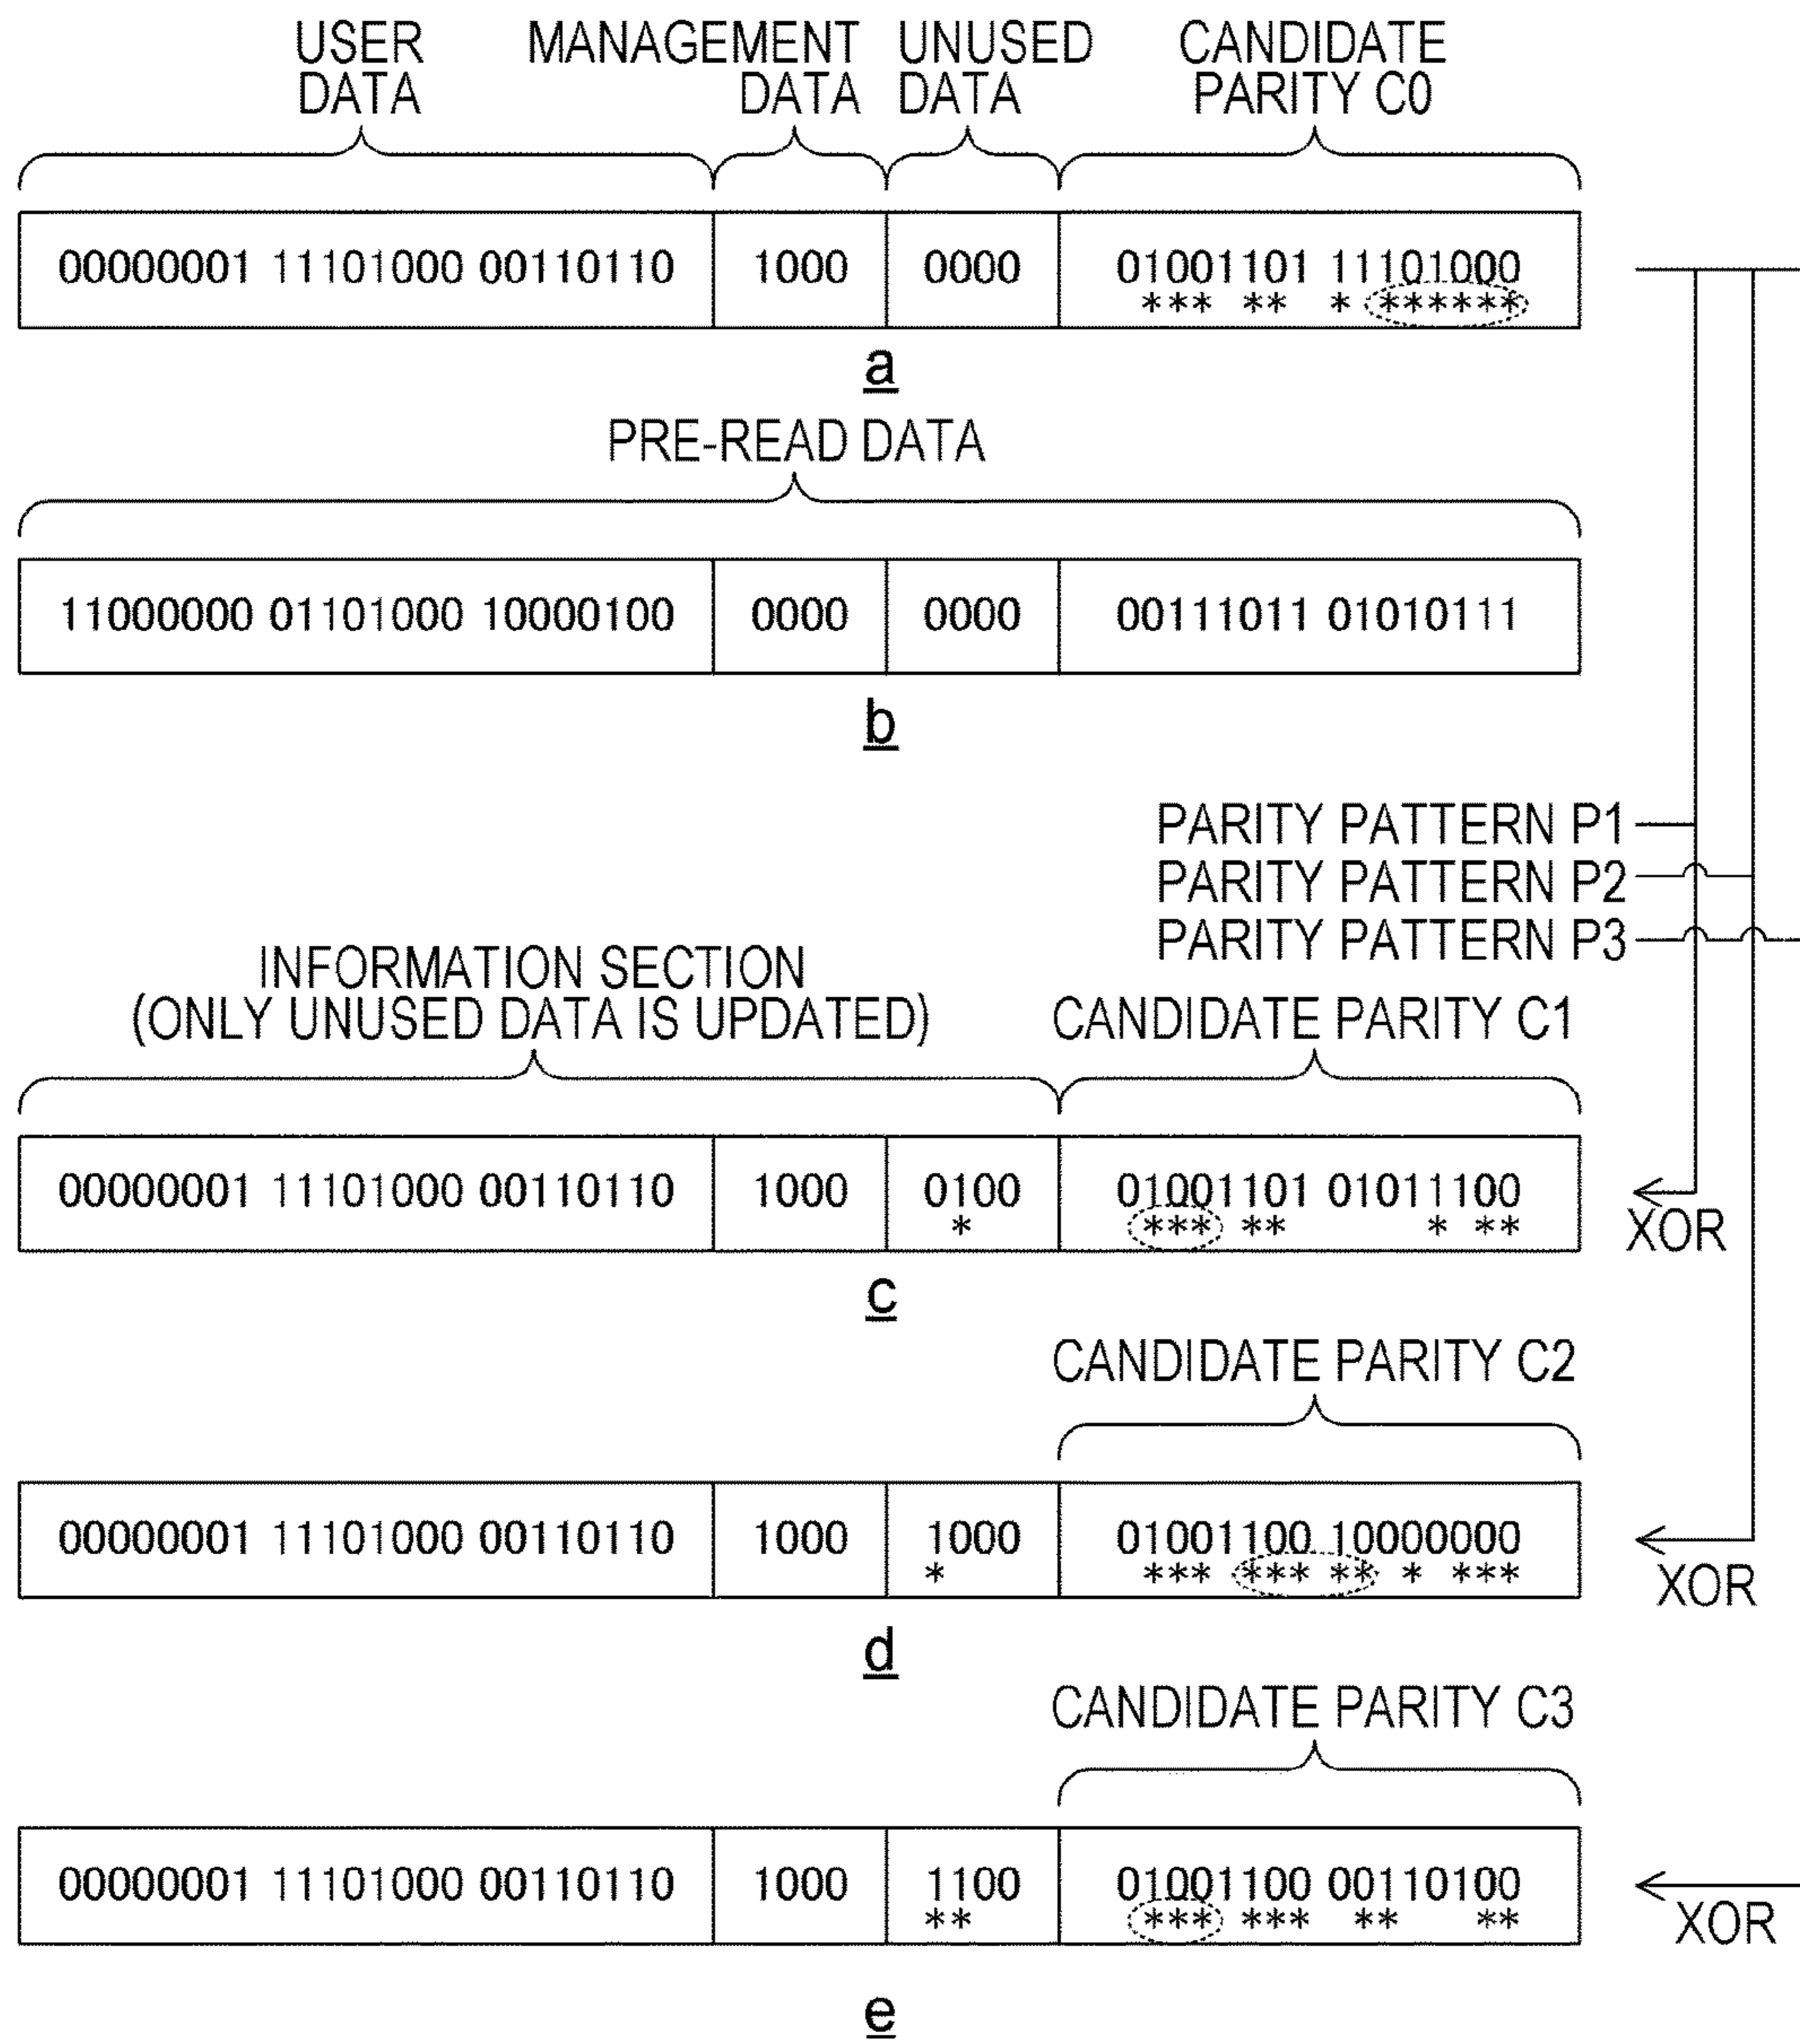 USER DATA
MANAGEMENT DATA
UNUSED DATA
CANDIDATE PARITY C0
00000001 11101000 00110110 1000 0000 01001101 11101000
*** ** * ******
a
PRE-READ DATA
11000000 01101000 10000100 0000 0000 00111011 01010111
b
PARITY PATTERN P1
PARITY PATTERN P2
PARITY PATTERN P3
INFORMATION SECTION
(ONLY UNUSED DATA IS UPDATED)
CANDIDATE PARITY C1
00000001 11101000 00110110 1000 0100 01001101 01011100
* *** ** * **
XOR
c
CANDIDATE PARITY C2
00000001 11101000 00110110 1000 1000 01001100 10000000
* *** *** ** * ***
XOR
d
CANDIDATE PARITY C3
00000001 11101000 00110110 1000 1100 01001100 00110100
** *** *** ** **
XOR
e